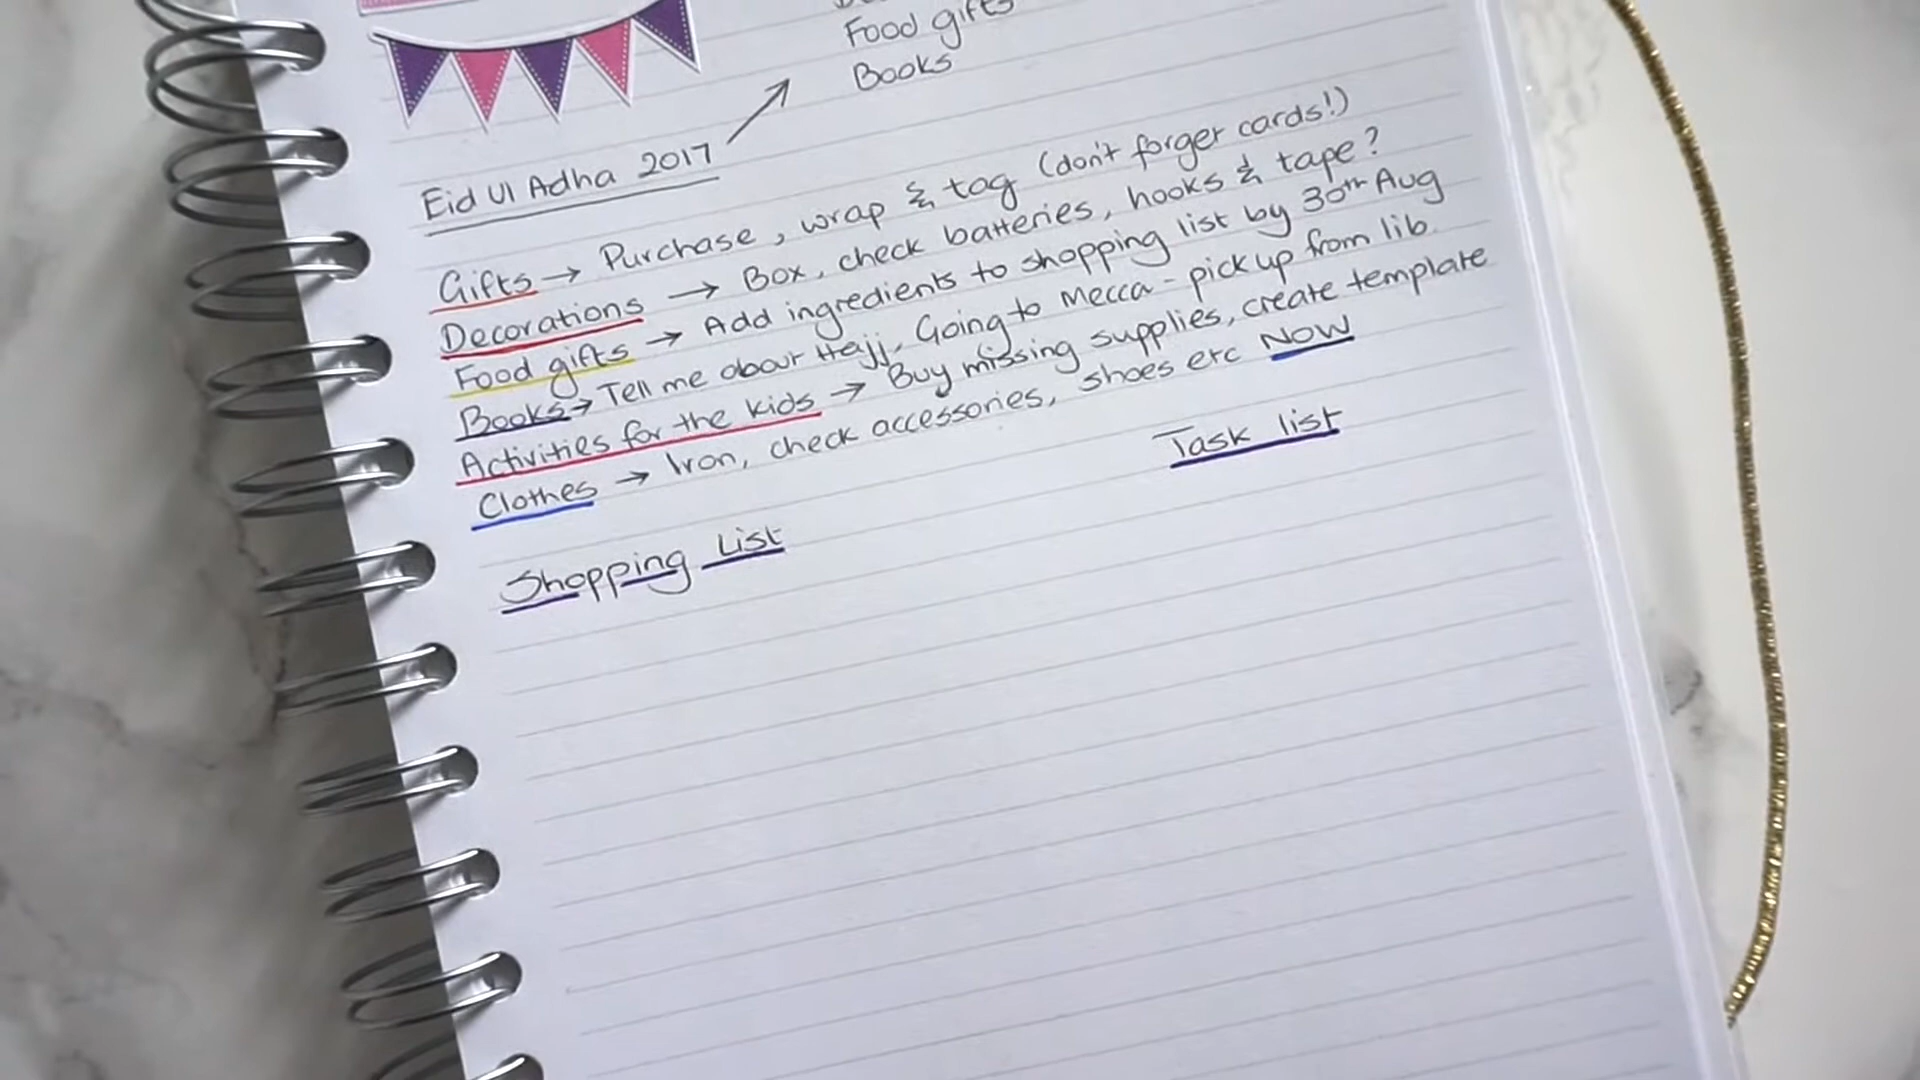 Food gifts
Books
Eid Ul Adha 2017
Gifts → Purchase, wrap & tag (don't forger cards!)
Decorations → Box, check batteries, hooks & tape?
Food gifts → Add ingredients to shopping list by 30th Aug
Books → Tell me about Hajj, Going to Mecca - pick up from lib.
Activities for the kids → Buy missing supplies, create template
Clothes → Iron, check accessories, shoes etc NOW
Task list
Shopping List